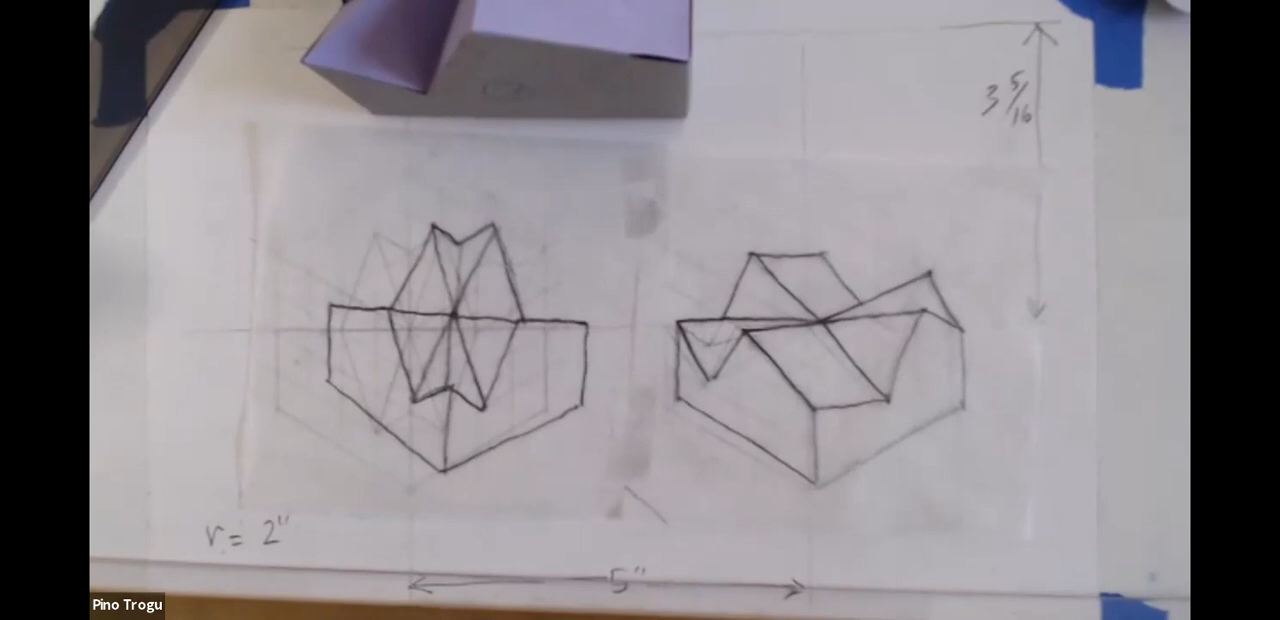 3 5/16
r = 2"
5"
Pino Trogu